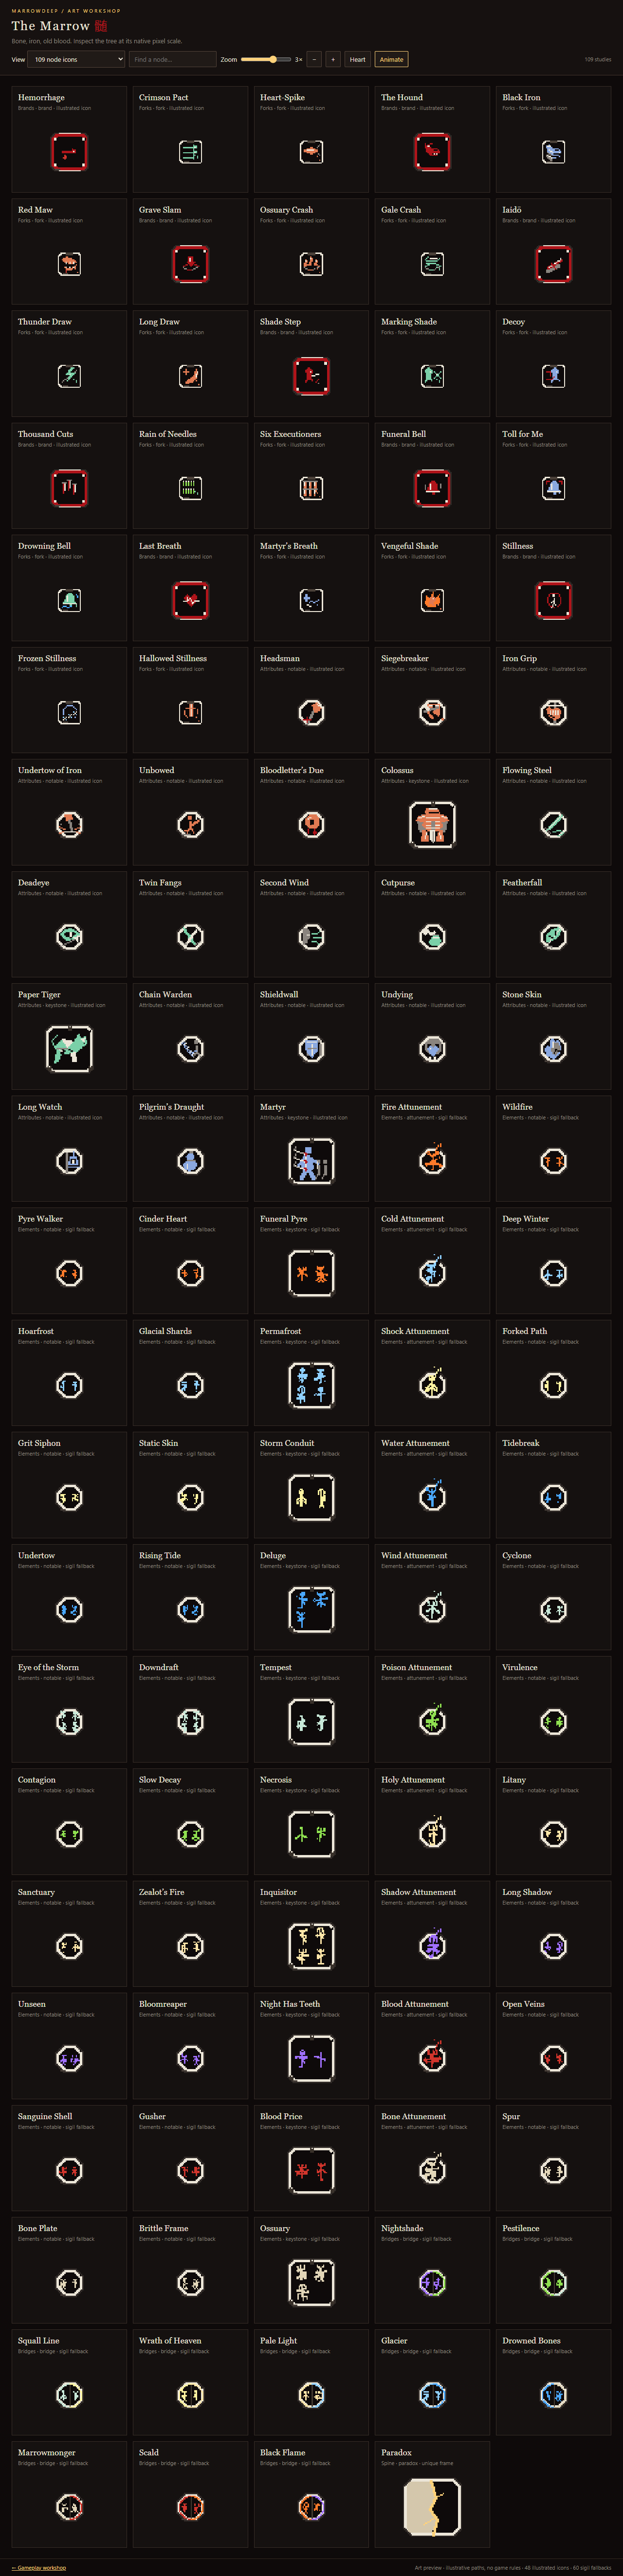 MARROWDEEP / ART WORKSHOP
The Marrow 髄
Bone, iron, old blood. Inspect the tree at its native pixel scale.
View 109 node icons Find a node... Zoom 3× − + Heart Animate 109 studies
Hemorrhage
Brands · brand · illustrated icon
Crimson Pact
Forks · fork · illustrated icon
Heart-Spike
Forks · fork · illustrated icon
The Hound
Brands · brand · illustrated icon
Black Iron
Forks · fork · illustrated icon
Red Maw
Forks · fork · illustrated icon
Grave Slam
Brands · brand · illustrated icon
Ossuary Crash
Forks · fork · illustrated icon
Gale Crash
Forks · fork · illustrated icon
Iaidō
Brands · brand · illustrated icon
Thunder Draw
Forks · fork · illustrated icon
Long Draw
Forks · fork · illustrated icon
Shade Step
Brands · brand · illustrated icon
Marking Shade
Forks · fork · illustrated icon
Decoy
Forks · fork · illustrated icon
Thousand Cuts
Brands · brand · illustrated icon
Rain of Needles
Forks · fork · illustrated icon
Six Executioners
Forks · fork · illustrated icon
Funeral Bell
Brands · brand · illustrated icon
Toll for Me
Forks · fork · illustrated icon
Drowning Bell
Forks · fork · illustrated icon
Last Breath
Brands · brand · illustrated icon
Martyr's Breath
Forks · fork · illustrated icon
Vengeful Shade
Forks · fork · illustrated icon
Stillness
Brands · brand · illustrated icon
Frozen Stillness
Forks · fork · illustrated icon
Hallowed Stillness
Forks · fork · illustrated icon
Headsman
Attributes · notable · illustrated icon
Siegebreaker
Attributes · notable · illustrated icon
Iron Grip
Attributes · notable · illustrated icon
Undertow of Iron
Attributes · notable · illustrated icon
Unbowed
Attributes · notable · illustrated icon
Bloodletter's Due
Attributes · notable · illustrated icon
Colossus
Attributes · keystone · illustrated icon
Flowing Steel
Attributes · notable · illustrated icon
Deadeye
Attributes · notable · illustrated icon
Twin Fangs
Attributes · notable · illustrated icon
Second Wind
Attributes · notable · illustrated icon
Cutpurse
Attributes · notable · illustrated icon
Featherfall
Attributes · notable · illustrated icon
Paper Tiger
Attributes · keystone · illustrated icon
Chain Warden
Attributes · notable · illustrated icon
Shieldwall
Attributes · notable · illustrated icon
Undying
Attributes · notable · illustrated icon
Stone Skin
Attributes · notable · illustrated icon
Long Watch
Attributes · notable · illustrated icon
Pilgrim's Draught
Attributes · notable · illustrated icon
Martyr
Attributes · keystone · illustrated icon
Fire Attunement
Elements · attunement · sigil fallback
Wildfire
Elements · notable · sigil fallback
Pyre Walker
Elements · notable · sigil fallback
Cinder Heart
Elements · notable · sigil fallback
Funeral Pyre
Elements · keystone · sigil fallback
Cold Attunement
Elements · attunement · sigil fallback
Deep Winter
Elements · notable · sigil fallback
Hoarfrost
Elements · notable · sigil fallback
Glacial Shards
Elements · notable · sigil fallback
Permafrost
Elements · keystone · sigil fallback
Shock Attunement
Elements · attunement · sigil fallback
Forked Path
Elements · notable · sigil fallback
Grit Siphon
Elements · notable · sigil fallback
Static Skin
Elements · notable · sigil fallback
Storm Conduit
Elements · keystone · sigil fallback
Water Attunement
Elements · attunement · sigil fallback
Tidebreak
Elements · notable · sigil fallback
Undertow
Elements · notable · sigil fallback
Rising Tide
Elements · notable · sigil fallback
Deluge
Elements · keystone · sigil fallback
Wind Attunement
Elements · attunement · sigil fallback
Cyclone
Elements · notable · sigil fallback
Eye of the Storm
Elements · notable · sigil fallback
Downdraft
Elements · notable · sigil fallback
Tempest
Elements · keystone · sigil fallback
Poison Attunement
Elements · attunement · sigil fallback
Virulence
Elements · notable · sigil fallback
Contagion
Elements · notable · sigil fallback
Slow Decay
Elements · notable · sigil fallback
Necrosis
Elements · keystone · sigil fallback
Holy Attunement
Elements · attunement · sigil fallback
Litany
Elements · notable · sigil fallback
Sanctuary
Elements · notable · sigil fallback
Zealot's Fire
Elements · notable · sigil fallback
Inquisitor
Elements · keystone · sigil fallback
Shadow Attunement
Elements · attunement · sigil fallback
Long Shadow
Elements · notable · sigil fallback
Unseen
Elements · notable · sigil fallback
Bloomreaper
Elements · notable · sigil fallback
Night Has Teeth
Elements · keystone · sigil fallback
Blood Attunement
Elements · attunement · sigil fallback
Open Veins
Elements · notable · sigil fallback
Sanguine Shell
Elements · notable · sigil fallback
Gusher
Elements · notable · sigil fallback
Blood Price
Elements · keystone · sigil fallback
Bone Attunement
Elements · attunement · sigil fallback
Spur
Elements · notable · sigil fallback
Bone Plate
Elements · notable · sigil fallback
Brittle Frame
Elements · notable · sigil fallback
Ossuary
Elements · keystone · sigil fallback
Nightshade
Bridges · bridge · sigil fallback
Pestilence
Bridges · bridge · sigil fallback
Squall Line
Bridges · bridge · sigil fallback
Wrath of Heaven
Bridges · bridge · sigil fallback
Pale Light
Bridges · bridge · sigil fallback
Glacier
Bridges · bridge · sigil fallback
Drowned Bones
Bridges · bridge · sigil fallback
Marrowmonger
Bridges · bridge · sigil fallback
Scald
Bridges · bridge · sigil fallback
Black Flame
Bridges · bridge · sigil fallback
Paradox
Spine · paradox · unique frame
← Gameplay workshop
Art preview · illustrative paths, no game rules · 48 illustrated icons · 60 sigil fallbacks